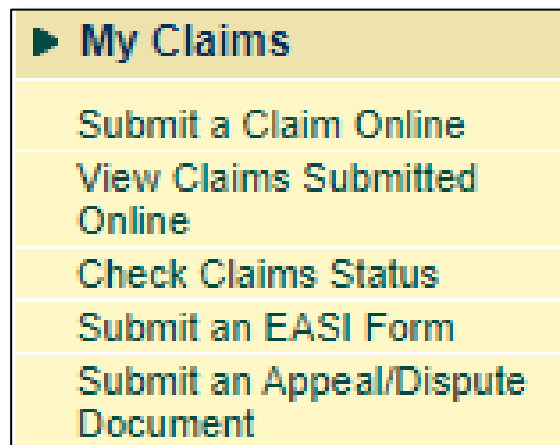 My Claims
Submit a Claim Online
View Claims Submitted
Online
Check Claims Status
Submit an EASI Form
Submit an Appeal/Dispute
Document